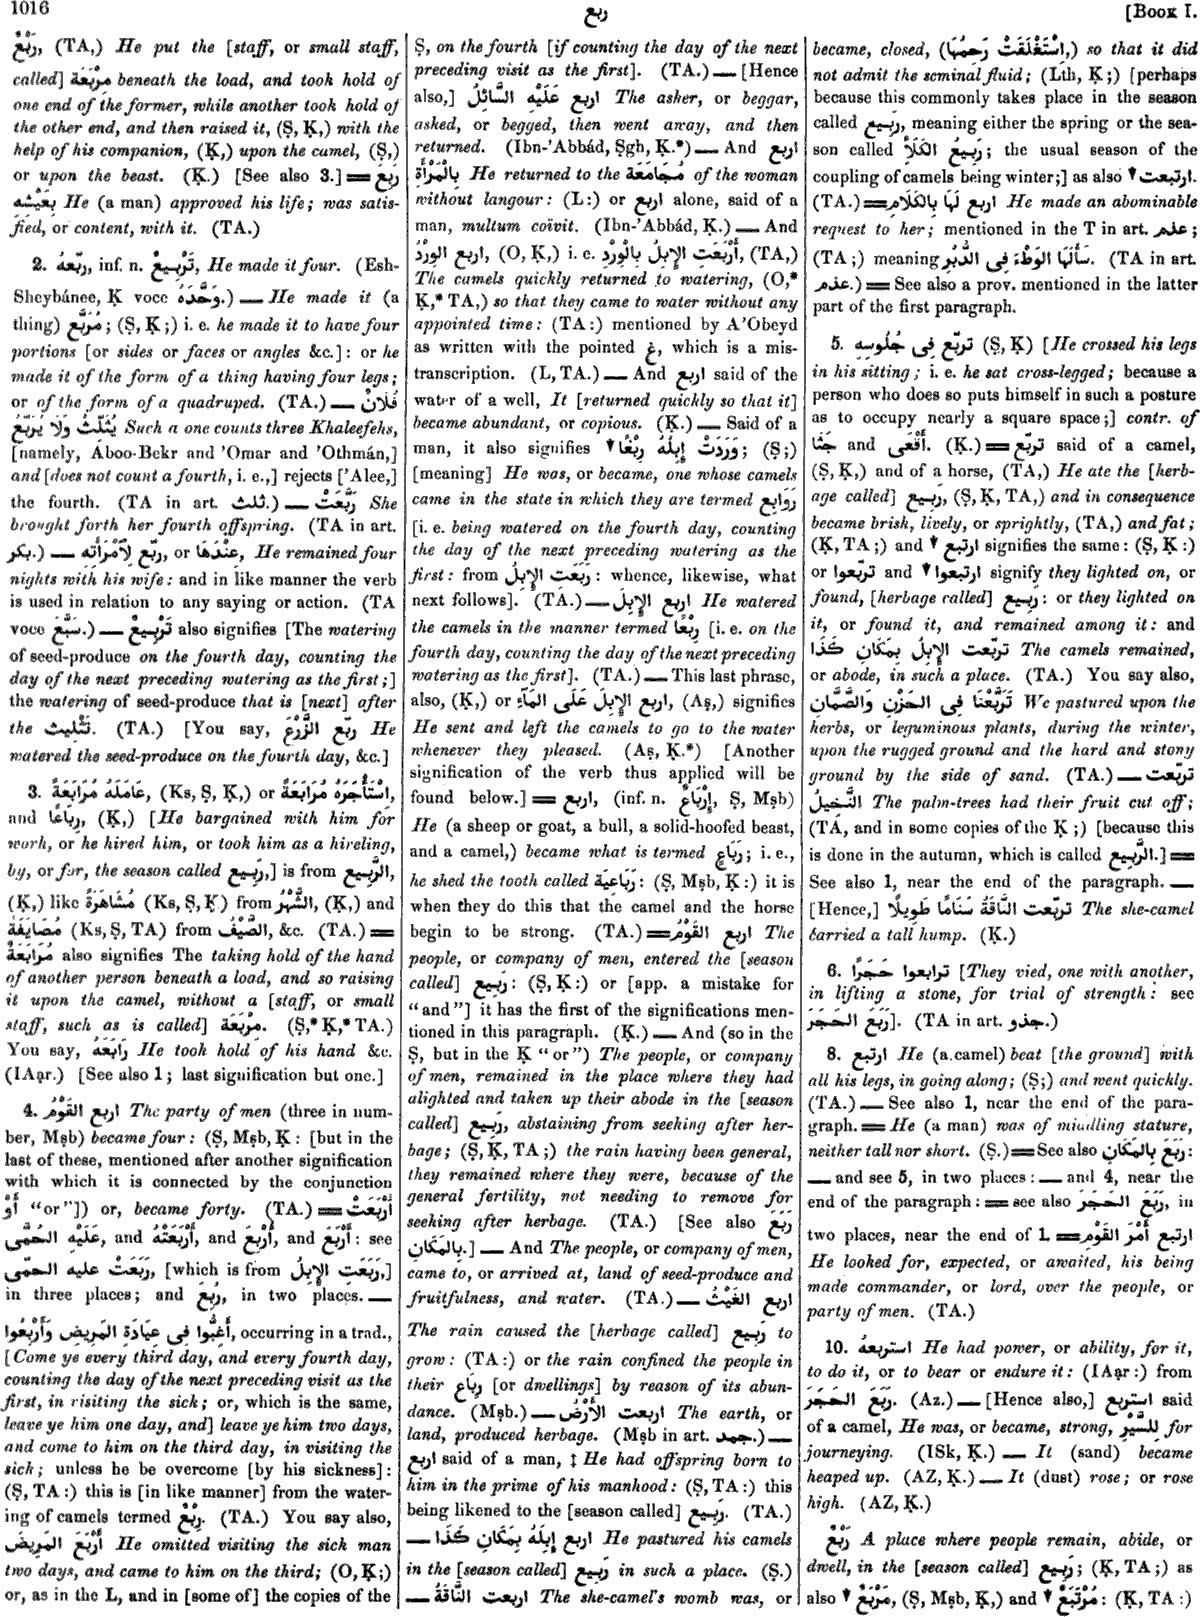 1016
ربع
[BOOK I.
رَبْعٌ, (TA,) He put the [staff, or small staff,
called] مِرْبَعَة beneath the load, and took hold of
one end of the former, while another took hold of
the other end, and then raised it, (Ṣ, Ḳ,) with the
help of his companion, (Ḳ,) upon the camel, (Ṣ,)
or upon the beast. (Ḳ.) [See also 3.] ═ رَبَعَ
بِعَيْشِهِ He (a man) approved his life; was satis-
fied, or content, with it. (TA.)
2. ربّعهُ, inf. n. تَرْبِيعٌ, He made it four. (Esh-
Sheybánee, Ḳ voce وَحَّدَهُ.) — He made it (a
thing) مُرَبَّع; (Ṣ, Ḳ;) i. e. he made it to have four
portions [or sides or faces or angles &c.]: or he
made it of the form of a thing having four legs;
or of the form of a quadruped. (TA.) — فُلَانٌ
يُثَلِّثُ وَلَا يُرَبِّعُ Such a one counts three Khaleefehs,
[namely, Aboo-Bekr and 'Omar and 'Othmán,]
and [does not count a fourth, i. e.,] rejects ['Alee,]
the fourth. (TA in art. ثلث.) — رَبَّعَتْ She
brought forth her fourth offspring. (TA in art.
بكر.) — ربّع لِٱمْرَأَتِهِ, or عِنْدَهَا, He remained four
nights with his wife: and in like manner the verb
is used in relation to any saying or action. (TA
voce سَبَّعَ.) — تَرْبِيعٌ also signifies [The watering
of seed-produce on the fourth day, counting the
day of the next preceding watering as the first;]
the watering of seed-produce that is [next] after
the تَثْلِيث. (TA.) [You say, ربّع الزَّرْعَ He
watered the seed-produce on the fourth day, &c.]
3. عَامَلَهُ مُرَابَعَةً, (Ks, Ṣ, Ḳ,) or اِسْتَأْجَرَهُ مُرَابَعَةً,
and رِبَاعًا, (Ḳ,) [He bargained with him for
work, or he hired him, or took him as a hireling,
by, or for, the season called رَبِيع,] is from الرَّبِيع,
(Ḳ,) like مُشَاهَرَةً (Ks, Ṣ, Ḳ) from الشَّهْرُ, (Ḳ,) and
مُصَايَفَةً (Ks, Ṣ, TA) from الصَّيْفُ, &c. (TA.) ═
مُرَابَعَةٌ also signifies The taking hold of the hand
of another person beneath a load, and so raising
it upon the camel, without a [staff, or small
staff, such as is called] مِرْبَعَة. (Ṣ,* Ḳ,* TA.)
You say, رَابَعَهُ He took hold of his hand &c.
(IAạr.) [See also 1; last signification but one.]
4. اربع القَوْمُ The party of men (three in num-
ber, Mṣb) became four: (Ṣ, Mṣb, Ḳ: [but in the
last of these, mentioned after another signification
with which it is connected by the conjunction
أَوْ "or"]) or, became forty. (TA.) ═ أَرْبَعَتْ
عَلَيْهِ الحُمَّى, and أَرْبَعَتْهُ, and أَرْبَعَ, and أُرْبِعَ: see
رَبَعَتْ عليه الحمّى, [which is from رَبَعَتِ الإِبِلُ,]
in three places; and رُبِعَ, in two places. —
أَغِبُّوا فِى عِيَادَةِ المَرِيضِ وَأَرْبِعُوا, occurring in a trad.,
[Come ye every third day, and every fourth day,
counting the day of the next preceding visit as the
first, in visiting the sick; or, which is the same,
leave ye him one day, and] leave ye him two days,
and come to him on the third day, in visiting the
sick; unless he be overcome [by his sickness]:
(Ṣ, TA:) this is [in like manner] from the water-
ing of camels termed رِبْعٌ. (TA.) You say also,
أَرْبَعَ المَرِيضَ He omitted visiting the sick man
two days, and came to him on the third; (O, Ḳ;)
or, as in the L, and in [some of] the copies of the
Ṣ, on the fourth [if counting the day of the next
preceding visit as the first]. (TA.) — [Hence
also,] اربع عَلَيْهِ السَّائِلُ The asker, or beggar,
asked, or begged, then went away, and then
returned. (Ibn-'Abbád, Ṣgh, Ḳ.*) — And اربع
بِالْمَرْأَةِ He returned to the مُجَامَعَة of the woman
without langour: (L:) or اربع alone, said of a
man, multum coïvit. (Ibn-'Abbád, Ḳ.) — And
اربع الوِرْدُ, (O, Ḳ,) i. e. أَرْبَعَتِ الإِبِلُ بِالْوِرْدِ, (TA,)
The camels quickly returned to watering, (O,*
Ḳ,* TA,) so that they came to water without any
appointed time: (TA:) mentioned by A'Obeyd
as written with the pointed غ, which is a mis-
transcription. (L, TA.) — And اربع said of the
water of a well, It [returned quickly so that it]
became abundant, or copious. (Ḳ.) — Said of a
man, it also signifies وَرَدَتْ إِبِلُهُ رِبْعًا▼; (Ṣ;)
[meaning] He was, or became, one whose camels
came in the state in which they are termed رَوَابِع
[i. e. being watered on the fourth day, counting
the day of the next preceding watering as the
first: from رَبَعَتِ الإِبِلُ: whence, likewise, what
next follows]. (TA.) — اربع الإِبِلَ He watered
the camels in the manner termed رِبْعًا [i. e. on the
fourth day, counting the day of the next preceding
watering as the first]. (TA.) — This last phrase,
also, (Ḳ,) or اربع الإِبِلَ عَلَى المَآءِ, (Aṣ,) signifies
He sent and left the camels to go to the water
whenever they pleased. (Aṣ, Ḳ.*) [Another
signification of the verb thus applied will be
found below.] ═ اربع, (inf. n. إِرْبَاعٌ, Ṣ, Mṣb)
He (a sheep or goat, a bull, a solid-hoofed beast,
and a camel,) became what is termed رَبَاعٍ; i. e.,
he shed the tooth called رَبَاعِيَة: (Ṣ, Mṣb, Ḳ:) it is
when they do this that the camel and the horse
begin to be strong. (TA.) ═ اربع القَوْمُ The
people, or company of men, entered the [season
called] رَبِيع: (Ṣ, Ḳ:) or [app. a mistake for
"and"] it has the first of the significations men-
tioned in this paragraph. (Ḳ.) — And (so in the
Ṣ, but in the Ḳ "or") The people, or company
of men, remained in the place where they had
alighted and taken up their abode in the [season
called] رَبِيع, abstaining from seeking after her-
bage; (Ṣ, Ḳ, TA;) the rain having been general,
they remained where they were, because of the
general fertility, not needing to remove for
seeking after herbage. (TA.) [See also رَبَعَ
بِالمَكَانِ.] — And The people, or company of men,
came to, or arrived at, land of seed-produce and
fruitfulness, and water. (TA.) — اربع الغَيْثُ
The rain caused the [herbage called] رَبِيع to
grow: (TA:) or the rain confined the people in
their رِبَاع [or dwellings] by reason of its abun-
dance. (Mṣb.) — اربعت الأَرْضُ The earth, or
land, produced herbage. (Mṣb in art. جمد.) —
اربع said of a man, ‡ He had offspring born to
him in the prime of his manhood: (Ṣ, TA:) this
being likened to the [season called] رَبِيع. (TA.)
— اربع إِبِلَهُ بِمَكَانِ كَذَا He pastured his camels
in the [season called] رَبِيع in such a place. (Ṣ.)
— اربعت النَّاقَةُ The she-camel's womb was, or
became, closed, (اِسْتَغْلَقَتْ رَحِمُهَا,) so that it did
not admit the seminal fluid; (Lth, Ḳ;) [perhaps
because this commonly takes place in the season
called رَبِيع, meaning either the spring or the sea-
son called رَبِيعُ الكَلَأِ; the usual season of the
coupling of camels being winter;] as also ▼ ارتبعت.
(TA.) ═ اربع لَهَا بِالكَلَامِ He made an abominable
request to her; mentioned in the T in art. عذم;
(TA;) meaning سَأَلَهَا الوَطْءَ فِى الدُّبُرِ. (TA in art.
عذم.) ═ See also a prov. mentioned in the latter
part of the first paragraph.
5. تربّع فِى جُلُوسِهِ (Ṣ, Ḳ) [He crossed his legs
in his sitting; i. e. he sat cross-legged; because a
person who does so puts himself in such a posture
as to occupy nearly a square space;] contr. of
جَثَا and أَقْعَى. (Ḳ.) ═ تربّع said of a camel,
(Ṣ, Ḳ,) and of a horse, (TA,) He ate the [herb-
age called] رَبِيع, (Ṣ, Ḳ, TA,) and in consequence
became brisk, lively, or sprightly, (TA,) and fat;
(Ḳ, TA;) and ▼ ارتبع signifies the same: (Ṣ, Ḳ:)
or تربّعوا and ▼ ارتبعوا signify they lighted on, or
found, [herbage called] رَبِيع: or they lighted on
it, or found it, and remained among it: and
تربّعت الإِبِلُ بِمَكَانِ كَذَا The camels remained,
or abode, in such a place. (TA.) You say also,
تَرَبَّعْنَا فِى الحَزْنِ وَالصَّمَّانِ We pastured upon the
herbs, or leguminous plants, during the winter,
upon the rugged ground and the hard and stony
ground by the side of sand. (TA.) — تربّعت
النَّخِيلُ The palm-trees had their fruit cut off;
(TA, and in some copies of the Ḳ;) [because this
is done in the autumn, which is called الرَّبِيع.] ═
See also 1, near the end of the paragraph. —
[Hence,] تربّعت النَّاقَةُ سَنَامًا طَوِيلًا The she-camel
carried a tall hump. (Ḳ.)
6. ترابعوا حَجَرًا [They vied, one with another,
in lifting a stone, for trial of strength: see
رَبَعَ الحَجَرَ]. (TA in art. جذو.)
8. ارتبع He (a camel) beat [the ground] with
all his legs, in going along; (Ṣ;) and went quickly.
(TA.) — See also 1, near the end of the para-
graph. ═ He (a man) was of middling stature,
neither tall nor short. (Ṣ.) ═ See also رَبَعَ بِالْمَكَانِ:
— and see 5, in two places: — and 4, near the
end of the paragraph: ═ see also رَبَعَ الحَجَرَ, in
two places, near the end of 1. ═ ارتبع أَمْرَ القَوْمِ
He looked for, expected, or awaited, his being
made commander, or lord, over the people, or
party of men. (TA.)
10. استربعهُ He had power, or ability, for it,
to do it, or to bear or endure it: (IAạr:) from
رَبَعَ الحَجَرَ. (Az.) — [Hence also,] استربع said
of a camel, He was, or became, strong, لِلسَّيْرِ for
journeying. (ISk, Ḳ.) — It (sand) became
heaped up. (AZ, Ḳ.) — It (dust) rose; or rose
high. (AZ, Ḳ.)
رَبْعٌ A place where people remain, abide, or
dwell, in the [season called] رَبِيع; (Ḳ, TA;) as
also ▼ مَرْبَعٌ, (Ṣ, Mṣb, Ḳ,) and ▼ مُرْتَبَعٌ: (Ḳ, TA:)